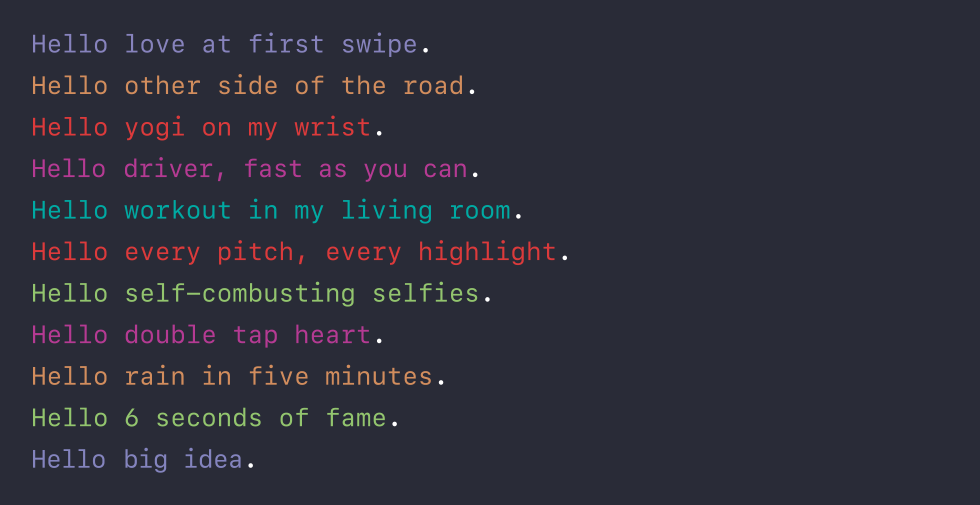 Hello love at first swipe.
Hello other side of the road.
Hello yogi on my wrist.
Hello driver, fast as you can.
Hello workout in my living room.
Hello every pitch, every highlight.
Hello self-combusting selfies.
Hello double tap heart.
Hello rain in five minutes.
Hello 6 seconds of fame.
Hello big idea.